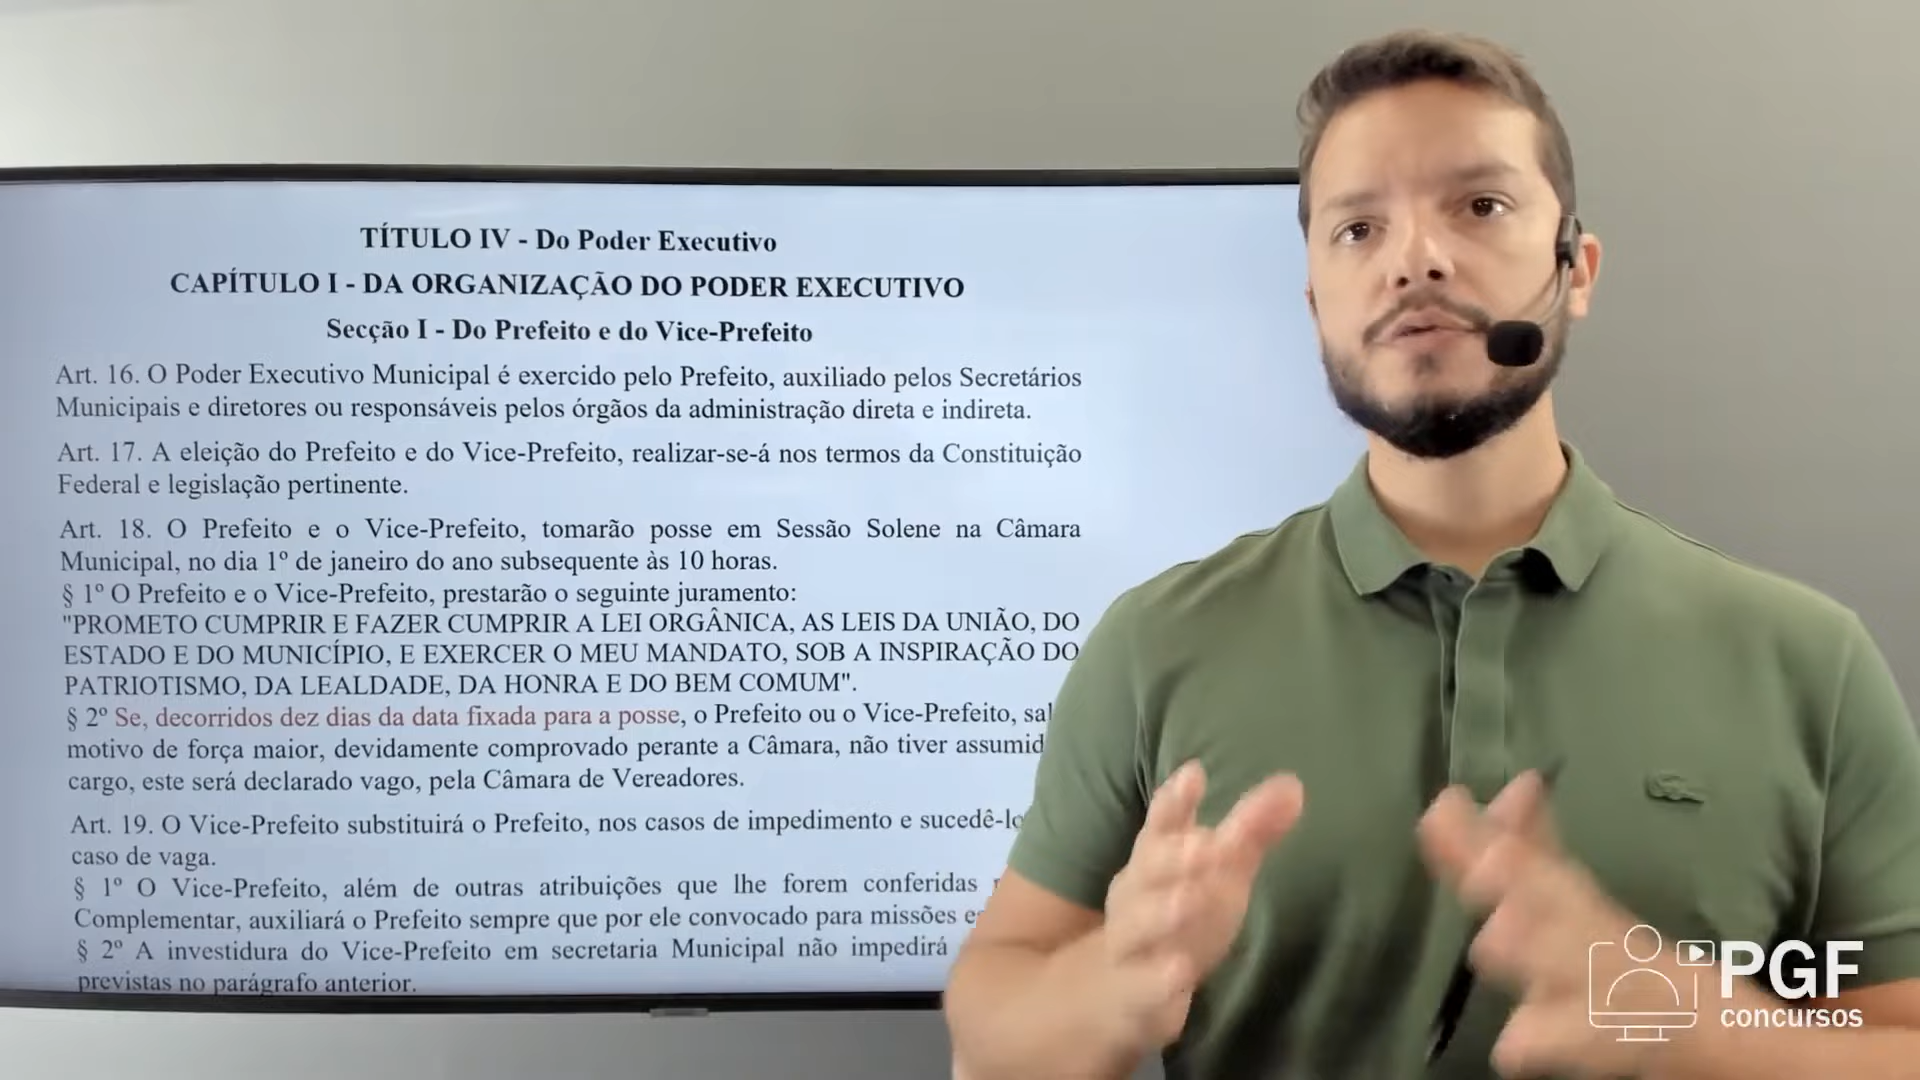 TÍTULO IV - Do Poder Executivo
CAPÍTULO I - DA ORGANIZAÇÃO DO PODER EXECUTIVO
Secção I - Do Prefeito e do Vice-Prefeito
Art. 16. O Poder Executivo Municipal é exercido pelo Prefeito, auxiliado pelos Secretários
Municipais e diretores ou responsáveis pelos órgãos da administração direta e indireta.
Art. 17. A eleição do Prefeito e do Vice-Prefeito, realizar-se-á nos termos da Constituição
Federal e legislação pertinente.
Art. 18. O Prefeito e o Vice-Prefeito, tomarão posse em Sessão Solene na Câmara
Municipal, no dia 1º de janeiro do ano subsequente às 10 horas.
§ 1º O Prefeito e o Vice-Prefeito, prestarão o seguinte juramento:
"PROMETO CUMPRIR E FAZER CUMPRIR A LEI ORGÂNICA, AS LEIS DA UNIÃO, DO
ESTADO E DO MUNICÍPIO, E EXERCER O MEU MANDATO, SOB A INSPIRAÇÃO DO
PATRIOTISMO, DA LEALDADE, DA HONRA E DO BEM COMUM".
§ 2º Se, decorridos dez dias da data fixada para a posse, o Prefeito ou o Vice-Prefeito,
motivo de força maior, devidamente comprovado perante a Câmara, não tiver
cargo, este será declarado vago, pela Câmara de Vereadores.
Art. 19. O Vice-Prefeito substituirá o Prefeito, nos casos de impedimento e
caso de vaga.
§ 1º O Vice-Prefeito, além de outras atribuições que lhe forem conferidas
Complementar, auxiliará o Prefeito sempre que por ele convocado para missões
§ 2º A investidura do Vice-Prefeito em secretaria Municipal não impedirá
previstas no parágrafo anterior.
PGF
concursos